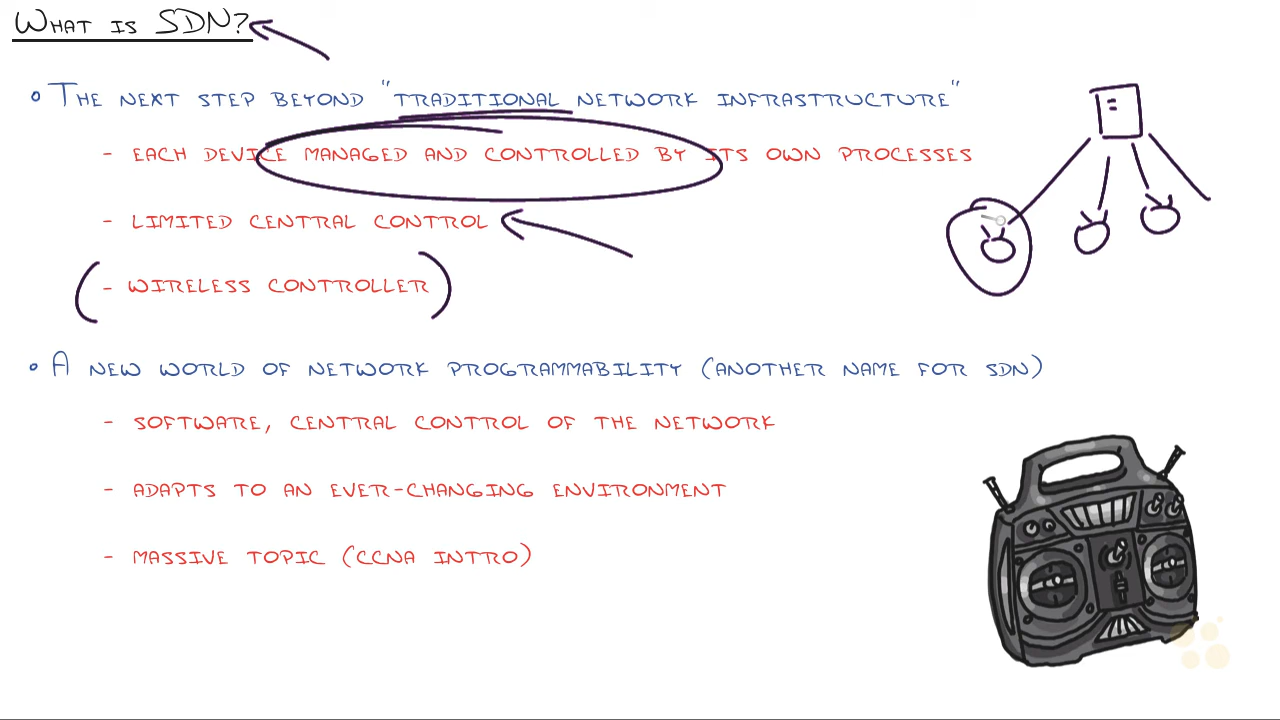 What is SDN?
• The next step beyond "traditional network infrastructure"
- Each device managed and controlled by its own processes
- Limited central control
(- Wireless controller)
• A new world of network programmability (another name for SDN)
- Software, central control of the network
- Adapts to an ever-changing environment
- Massive topic (CCNA Intro)